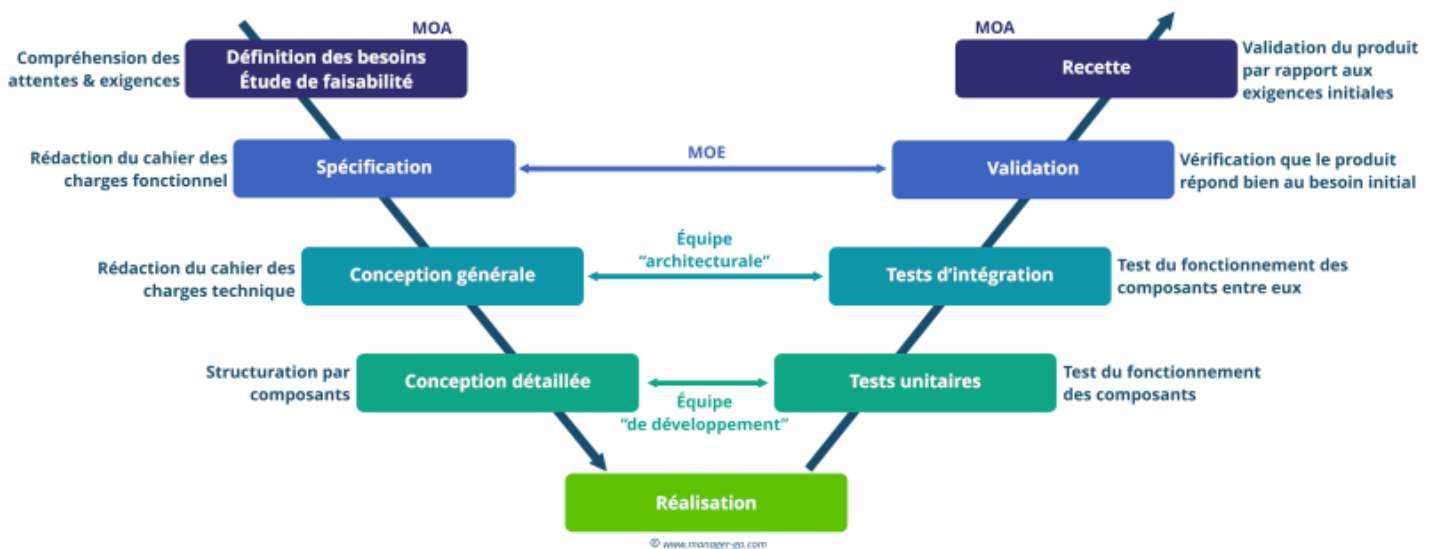 MOA
MOA
Compréhension des
attentes & exigences
Définition des besoins
Étude de faisabilité
Recette
Validation du produit
par rapport aux
exigences initiales
Rédaction du cahier des
charges fonctionnel
Spécification
MOE
Validation
Vérification que le produit
répond bien au besoin initial
Rédaction du cahier des
charges technique
Conception générale
Équipe
“architecturale”
Tests d’intégration
Test du fonctionnement des
composants entre eux
Structuration par
composants
Conception détaillée
Équipe
“de développement”
Tests unitaires
Test du fonctionnement
des composants
Réalisation
© www.manager-go.com